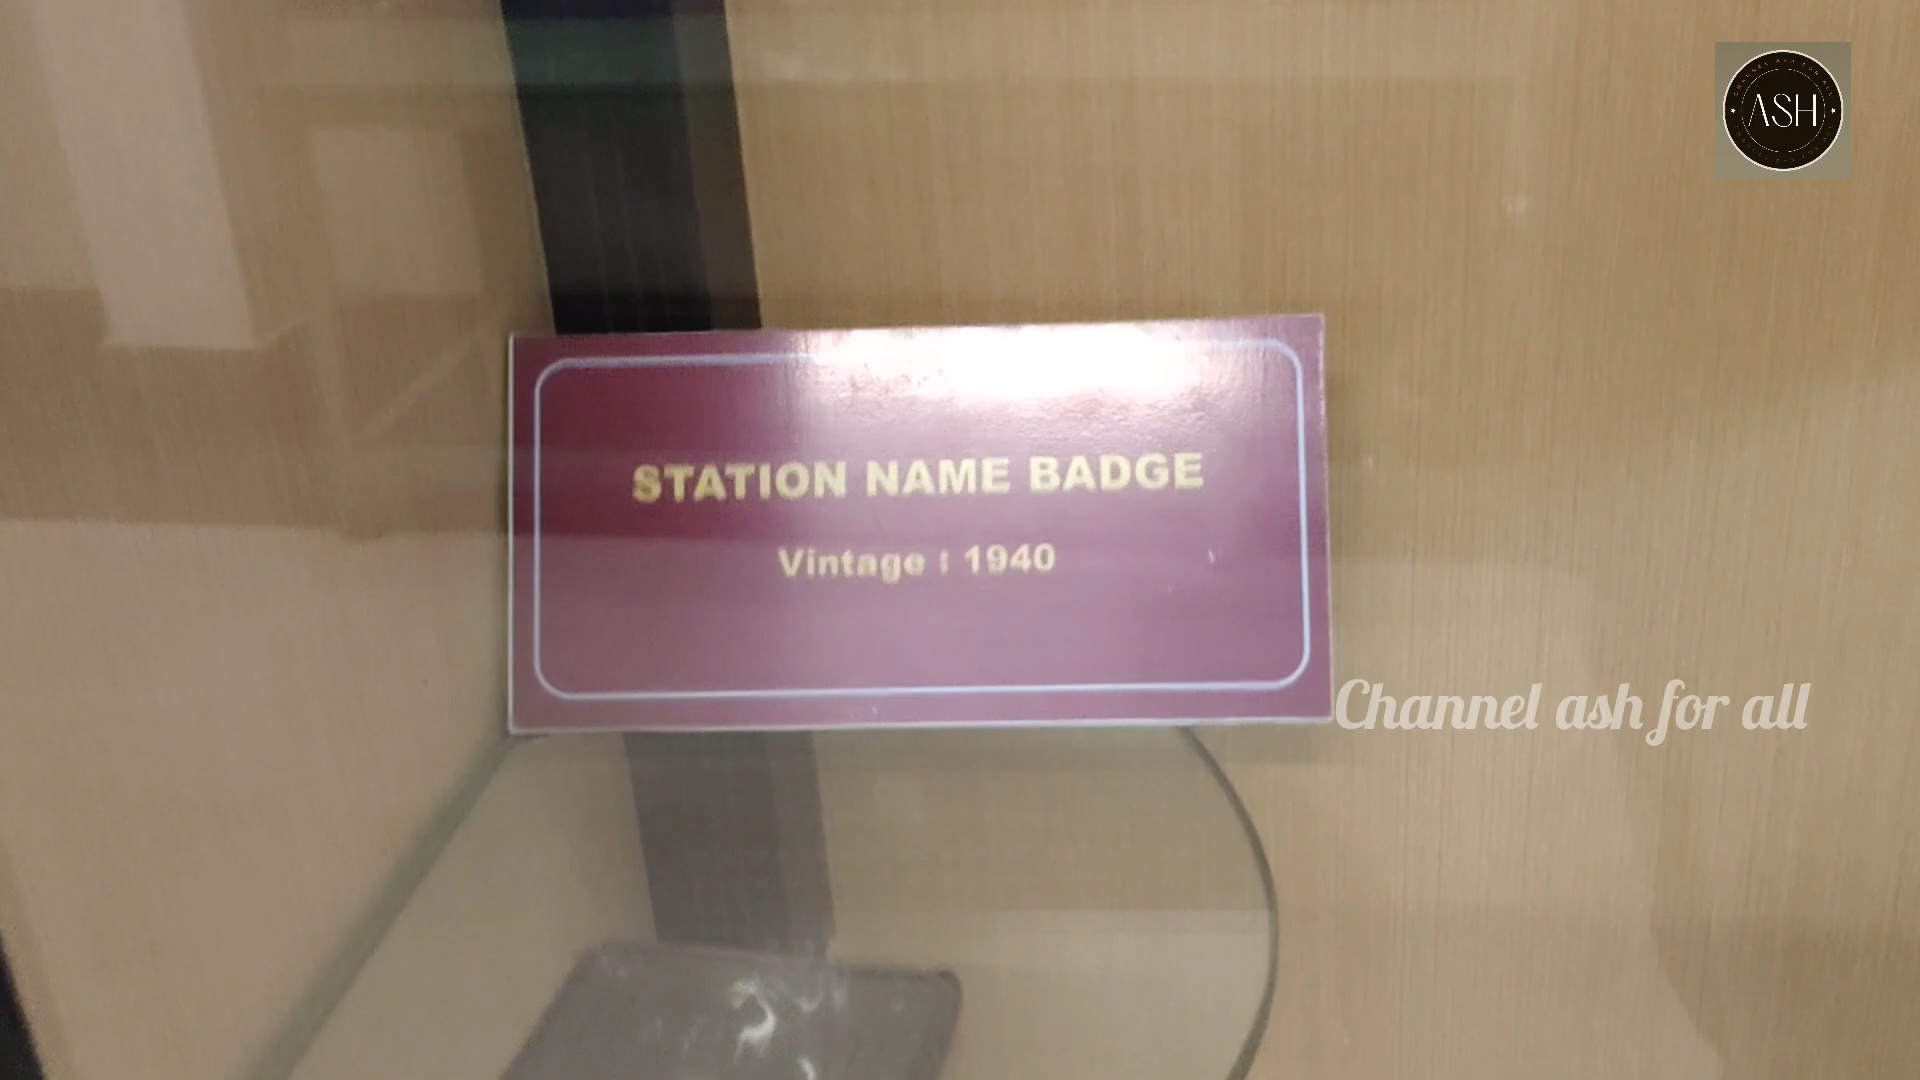 ASH
STATION NAME BADGE
Vintage : 1940
Channel ash for all